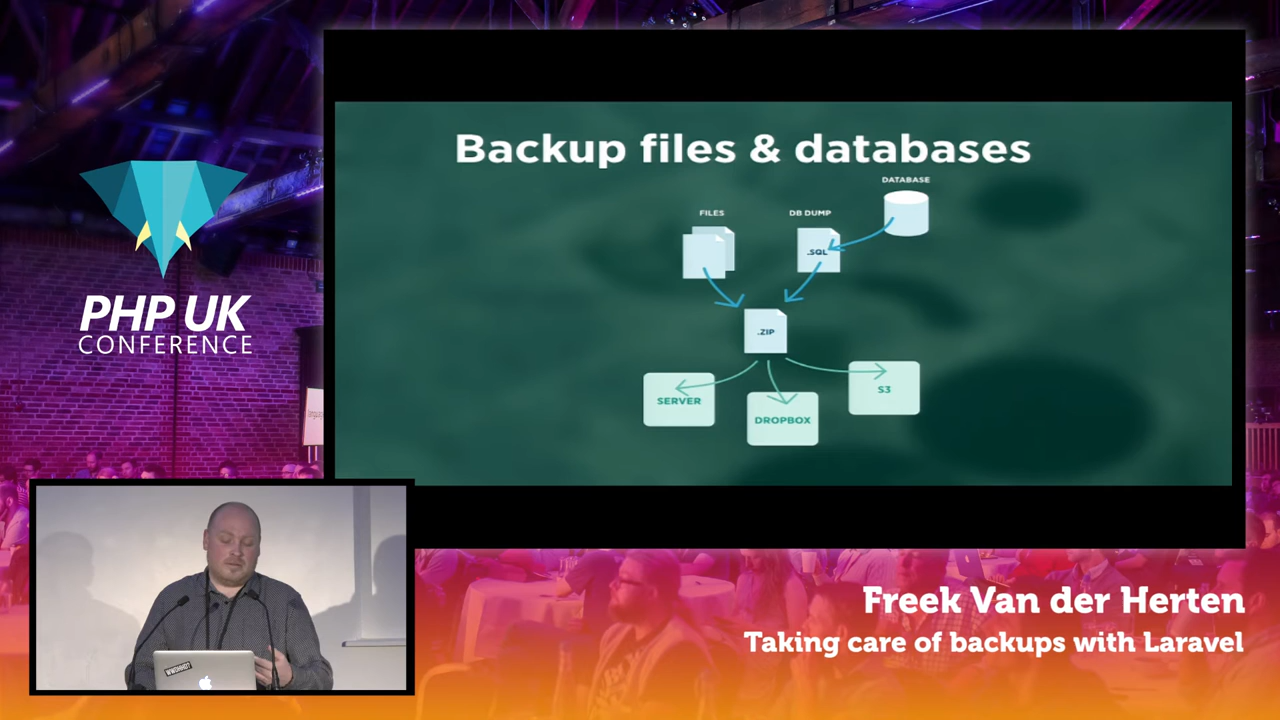 PHP UK
CONFERENCE
Backup files & databases
DATABASE
FILES
DB DUMP
.SQL
.ZIP
SERVER
DROPBOX
S3
Freek Van der Herten
Taking care of backups with Laravel